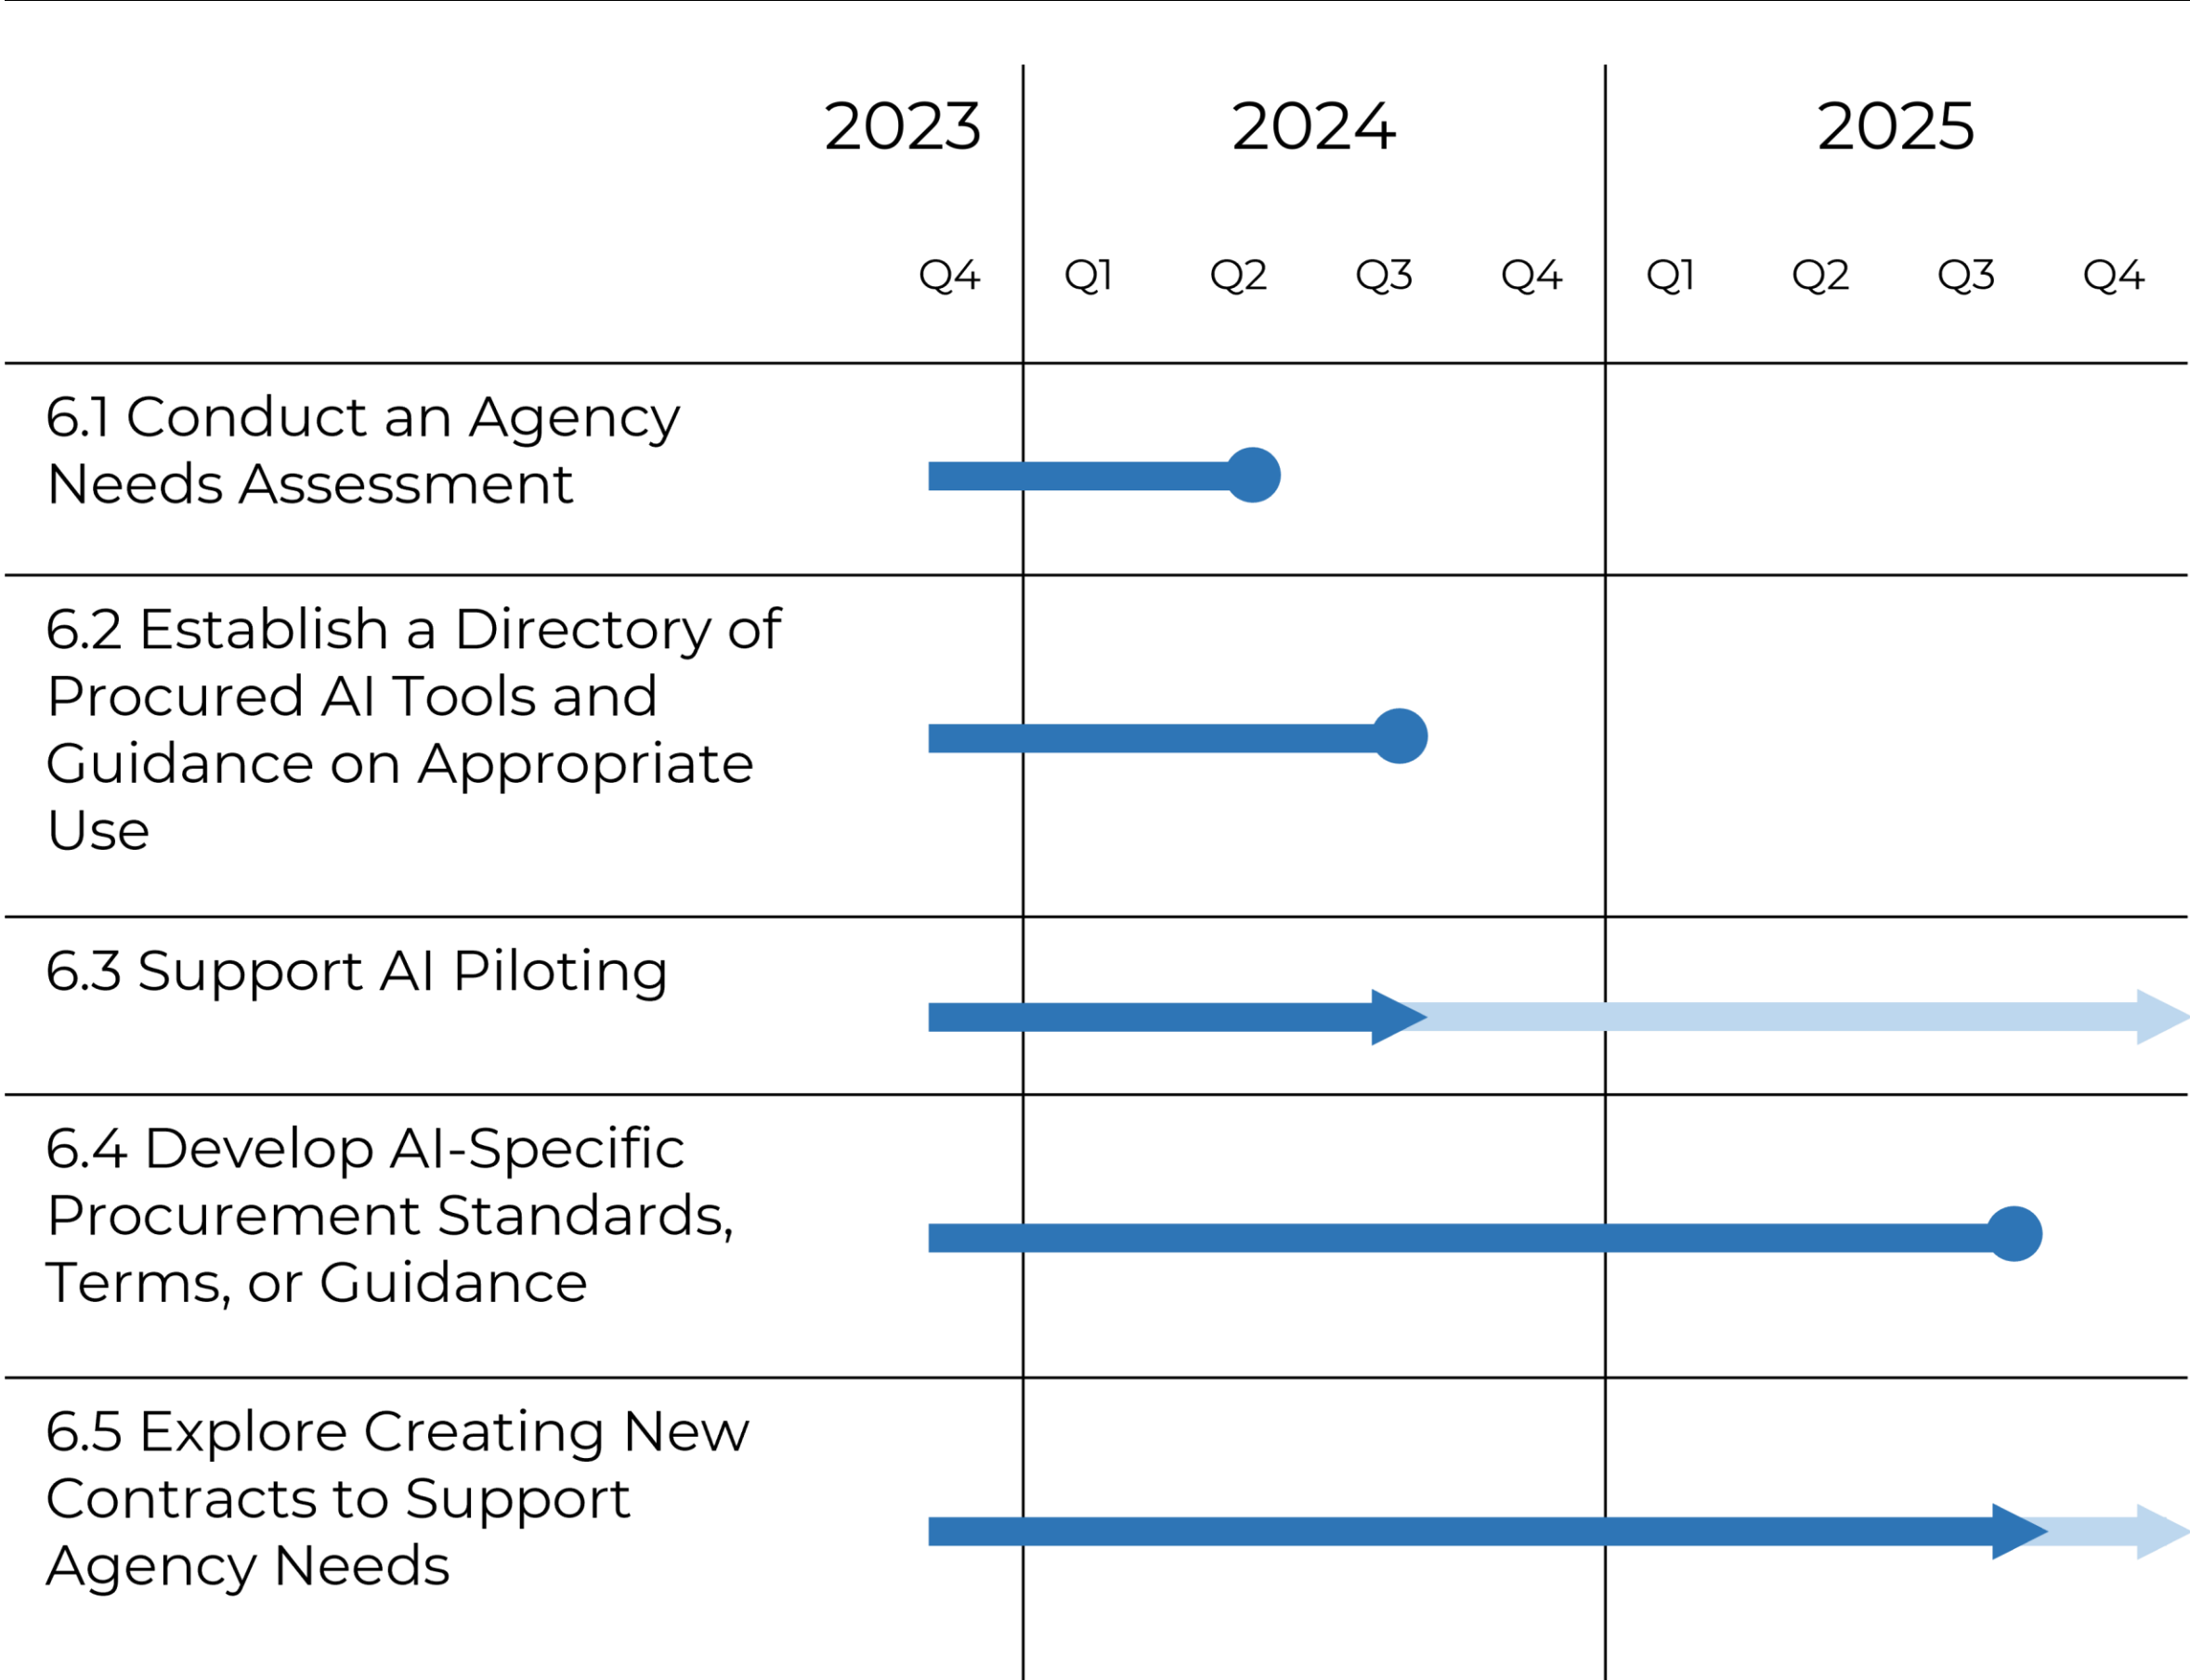 2023 2024 2025
Q4 Q1 Q2 Q3 Q4 Q1 Q2 Q3 Q4
6.1 Conduct an Agency
Needs Assessment
6.2 Establish a Directory of
Procured AI Tools and
Guidance on Appropriate
Use
6.3 Support AI Piloting
6.4 Develop AI-Specific
Procurement Standards,
Terms, or Guidance
6.5 Explore Creating New
Contracts to Support
Agency Needs